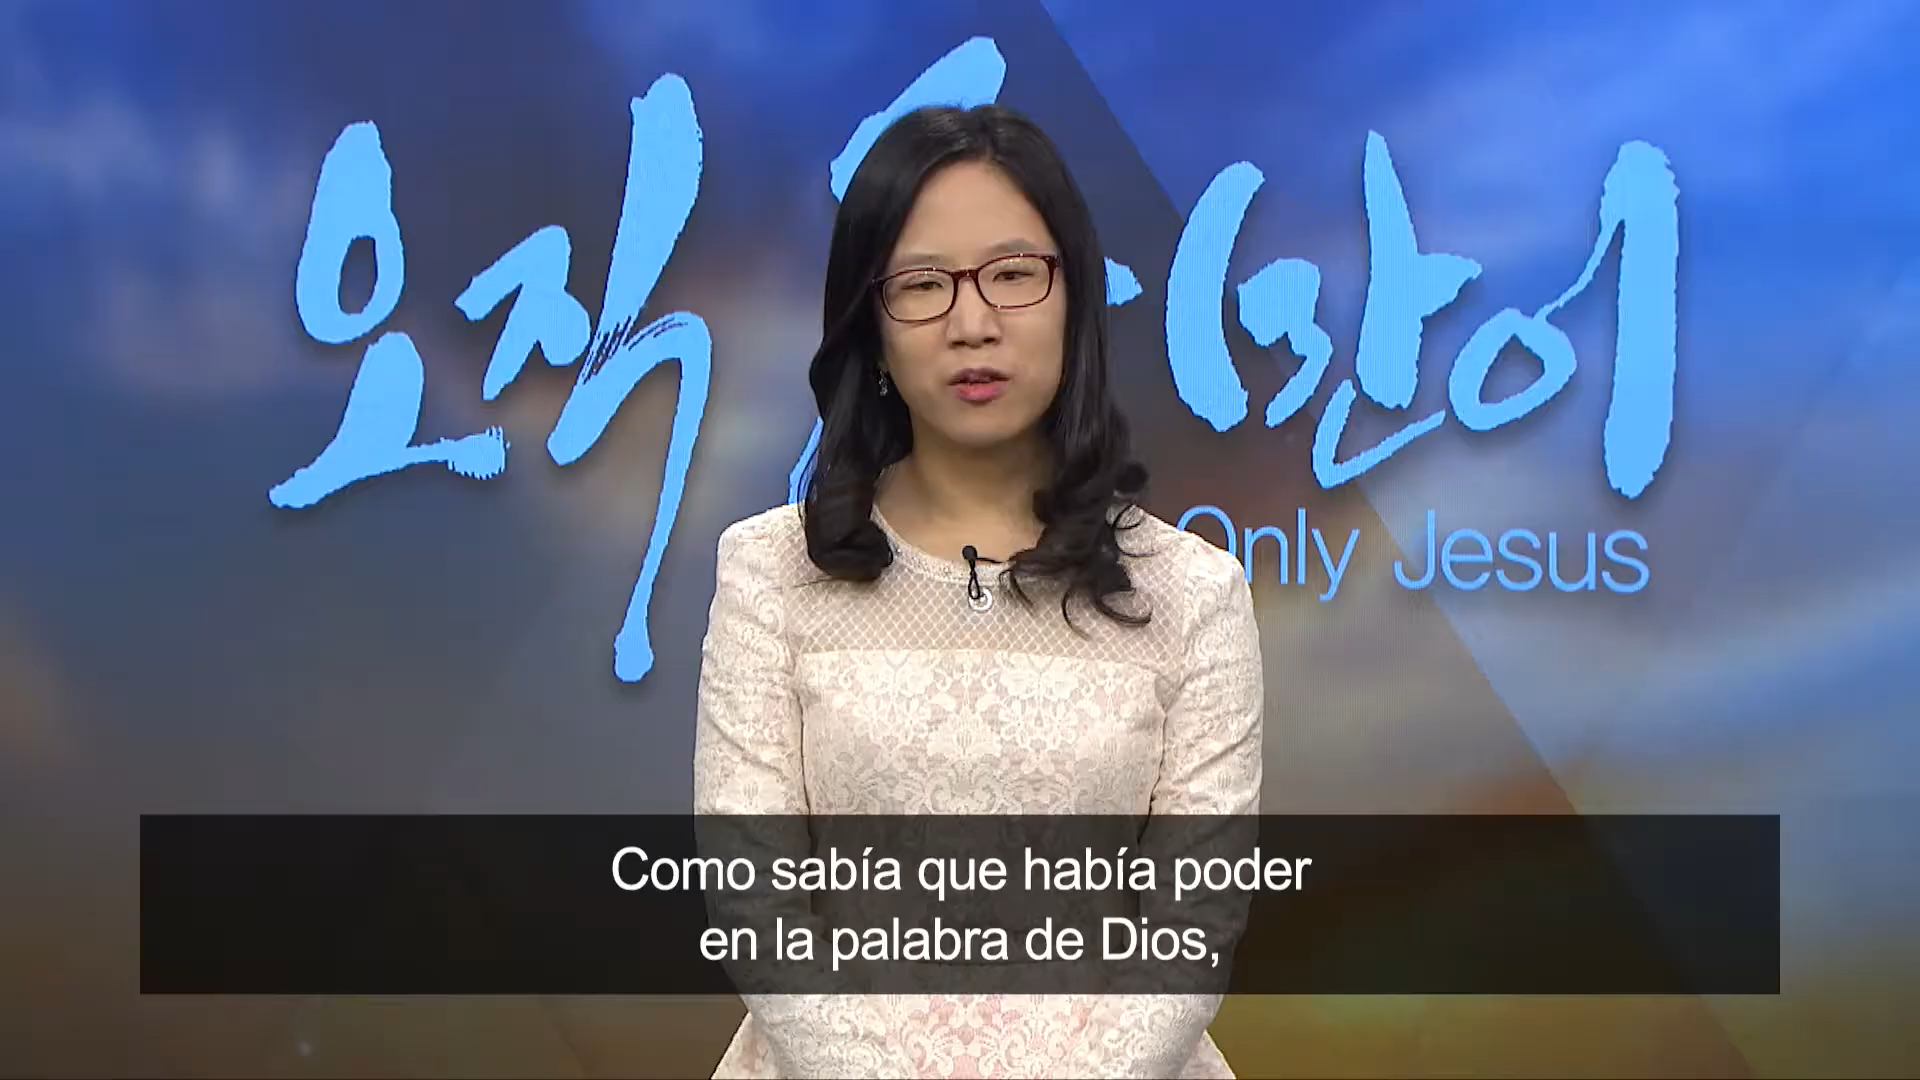 오직 만이
Only Jesus
Como sabía que había poder
en la palabra de Dios,